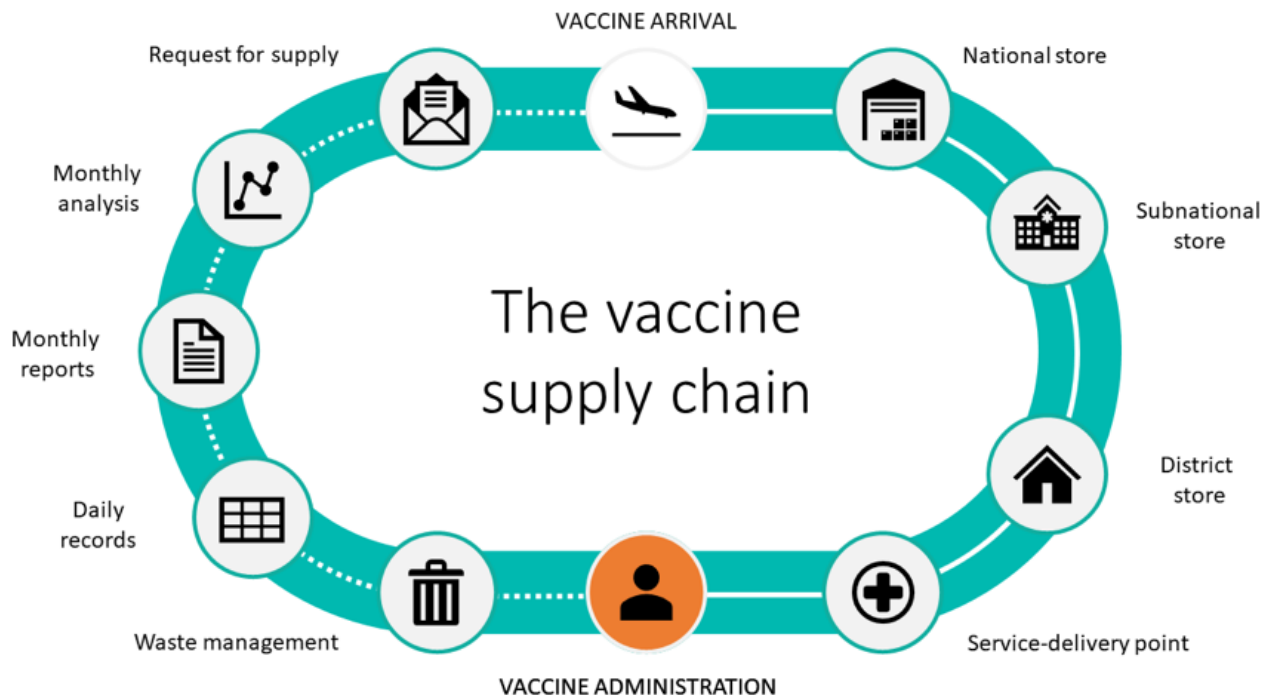 VACCINE ARRIVAL
Request for supply
National store
Monthly
analysis
Subnational
store
The vaccine
supply chain
Monthly
reports
District
store
Daily
records
Waste management
Service-delivery point
VACCINE ADMINISTRATION